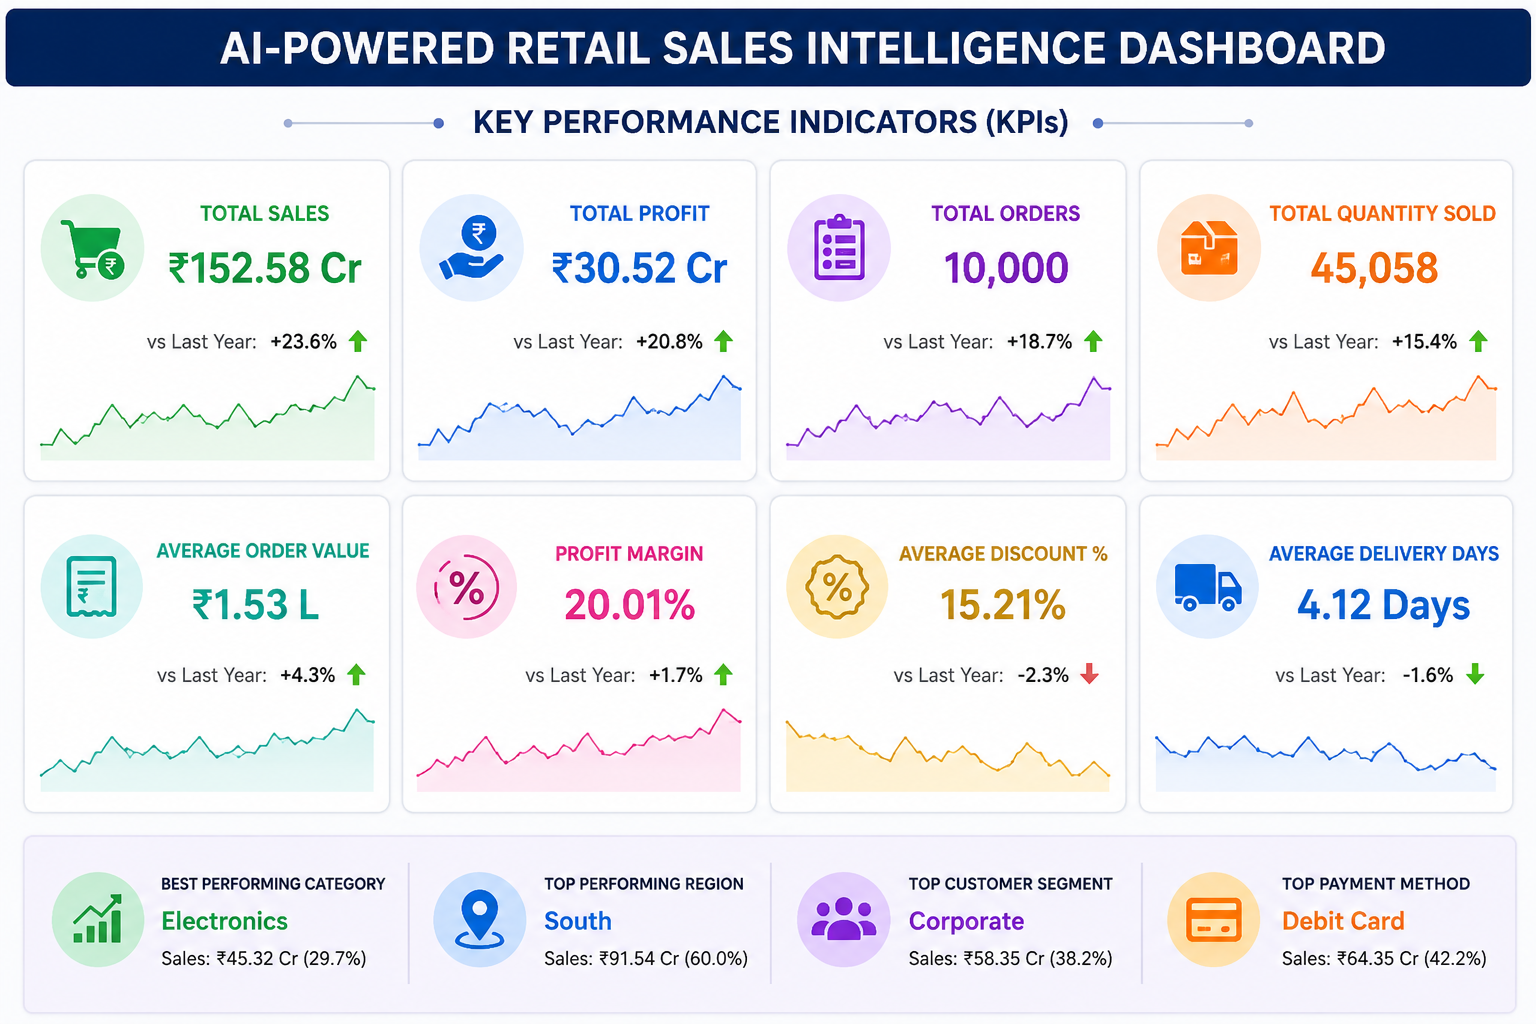 AI-POWERED RETAIL SALES INTELLIGENCE DASHBOARD
KEY PERFORMANCE INDICATORS (KPIs)
TOTAL SALES
₹152.58 Cr
vs Last Year: +23.6%
TOTAL PROFIT
₹30.52 Cr
vs Last Year: +20.8%
TOTAL ORDERS
10,000
vs Last Year: +18.7%
TOTAL QUANTITY SOLD
45,058
vs Last Year: +15.4%
AVERAGE ORDER VALUE
₹1.53 L
vs Last Year: +4.3%
PROFIT MARGIN
20.01%
vs Last Year: +1.7%
AVERAGE DISCOUNT %
15.21%
vs Last Year: -2.3%
AVERAGE DELIVERY DAYS
4.12 Days
vs Last Year: -1.6%
BEST PERFORMING CATEGORY
Electronics
Sales: ₹45.32 Cr (29.7%)
TOP PERFORMING REGION
South
Sales: ₹91.54 Cr (60.0%)
TOP CUSTOMER SEGMENT
Corporate
Sales: ₹58.35 Cr (38.2%)
TOP PAYMENT METHOD
Debit Card
Sales: ₹64.35 Cr (42.2%)